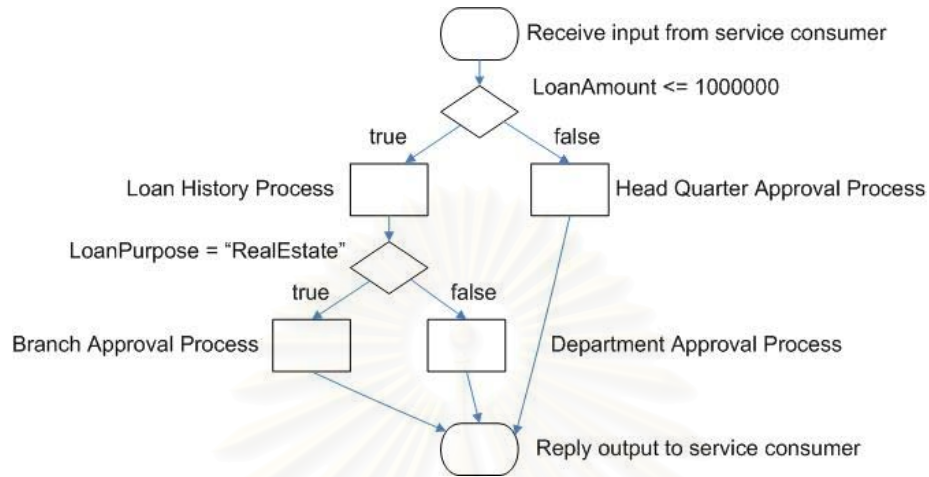 Receive input from service consumer
LoanAmount <= 1000000
true
false
Loan History Process
Head Quarter Approval Process
LoanPurpose = “RealEstate”
true
false
Branch Approval Process
Department Approval Process
Reply output to service consumer